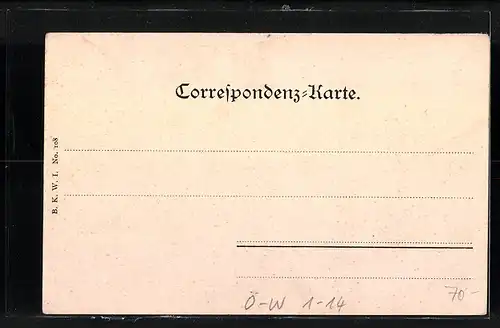 Correspondenz-Karte.
B. K. W. I. No. 108
Ö-W 1-14
70-